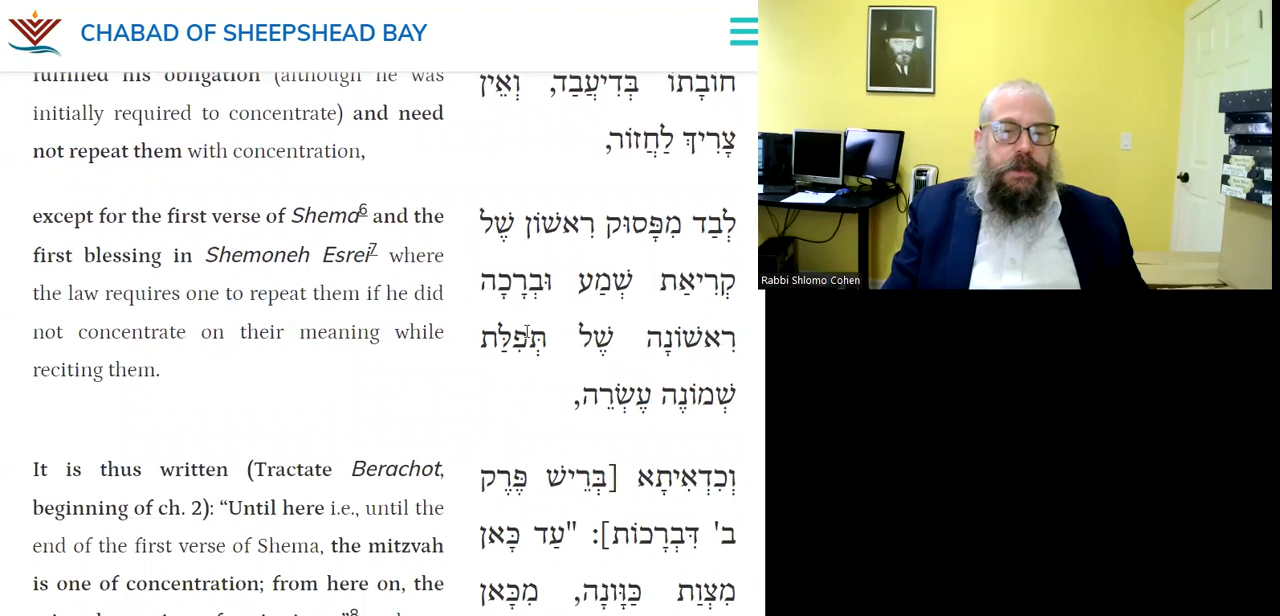 CHABAD OF SHEEPSHEAD BAY
fulfilled his obligation (although he was
initially required to concentrate) and need
not repeat them with concentration,
except for the first verse of Shema6 and the
first blessing in Shemoneh Esrei7 where
the law requires one to repeat them if he did
not concentrate on their meaning while
reciting them.
It is thus written (Tractate Berachot,
beginning of ch. 2): “Until here i.e., until the
end of the first verse of Shema, the mitzvah
is one of concentration; from here on, the
חוֹבָתוֹ בְּדִיעֲבַד, וְאֵין
צָרִיךְ לַחֲזוֹר,
לְבַד מִפָּסוּק רִאשׁוֹן שֶׁל
קְרִיאַת שְׁמַע וּבְרָכָה
רִאשׁוֹנָה שֶׁל תְּפִלַּת
שְׁמוֹנֶה עֶשְׂרֵה,
וְכִדְאִיתָא [בְּרֵישׁ פֶּרֶק
ב' דִּבְרָכוֹת]: "עַד כָּאן
מִצְוַת כַּוָּונָה, מִכָּאן
Rabbi Shlomo Cohen